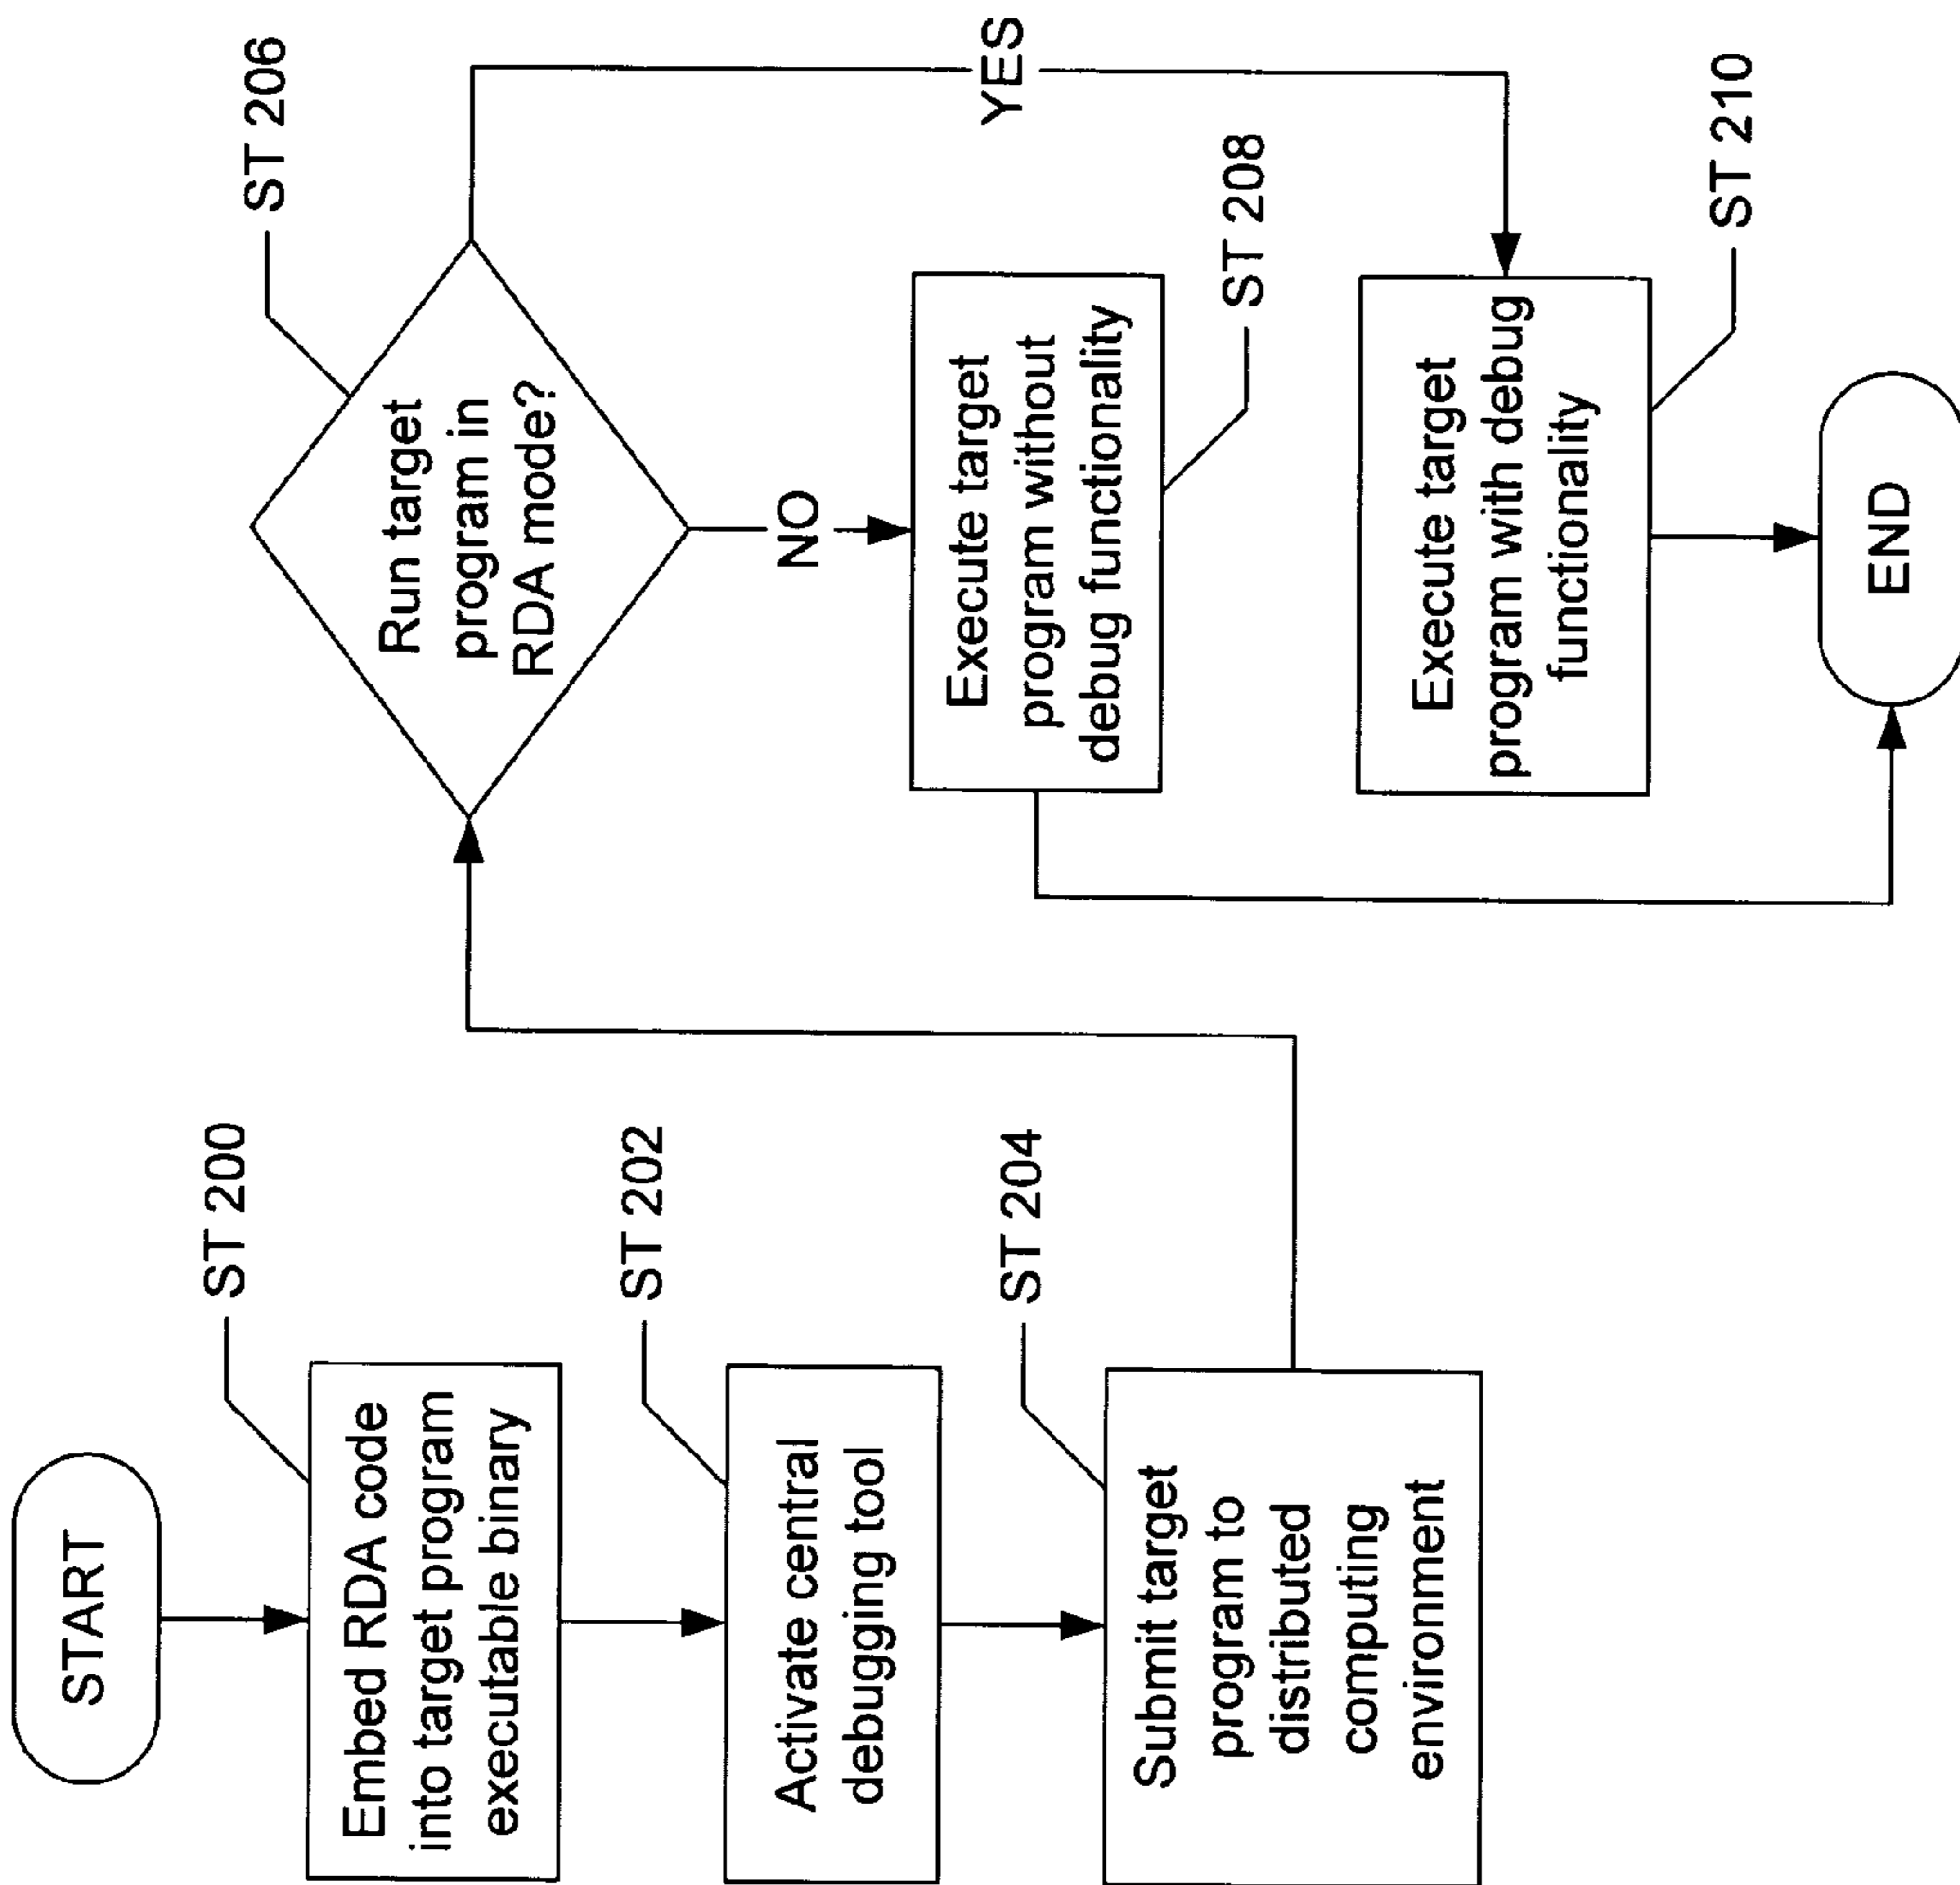 START
ST 200
Embed RDA code
into target program
executable binary
ST 202
Activate central
debugging tool
ST 204
Submit target
program to
distributed
computing
environment
ST 206
Run target
program in
RDA mode?
NO
YES
Execute target
program without
debug functionality
ST 208
Execute target
program with debug
functionality
ST 210
END